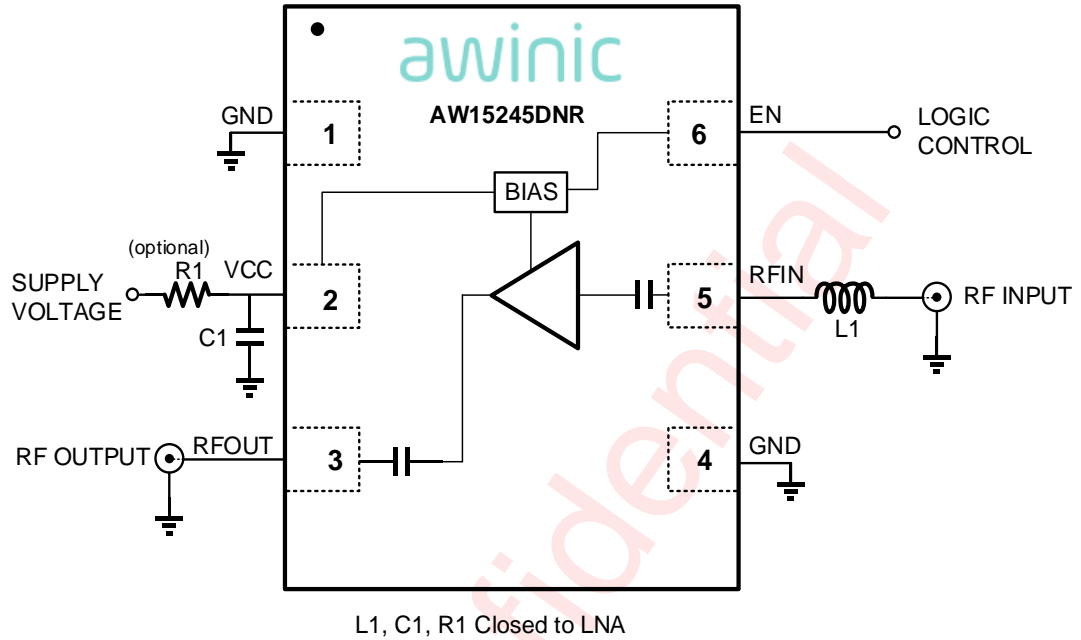 awinic
AW15245DNR
GND
1
6
EN
LOGIC
CONTROL
BIAS
(optional)
R1
VCC
SUPPLY
VOLTAGE
2
C1
5
RFIN
L1
RF INPUT
RF OUTPUT
RFOUT
3
4
GND
L1, C1, R1 Closed to LNA
fidential